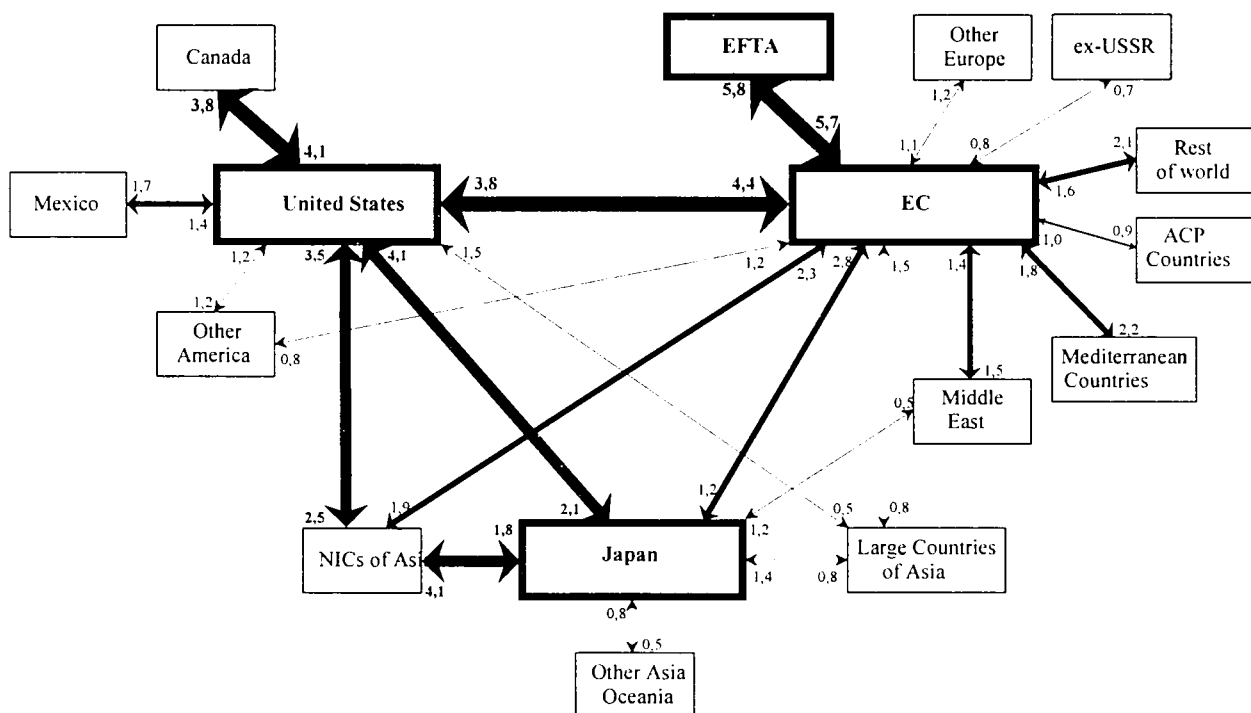 Canada
3,8
4,1
EFTA
5,8
5,7
Other
Europe
1,2
1,1
ex-USSR
0,7
0,8
Mexico
1,7
1,4
United States
3,8
4,4
EC
2,1
1,6
Rest
of world
0,9
1,0
ACP
Countries
1,2
3,5
4,1
1,5
1,2
2,3
2,8
1,5
1,4
1,8
1,2
Other
America
0,8
2,2
Mediterranean
Countries
1,5
0,5
Middle
East
2,5
1,9
NICs of Asi
1,8
4,1
2,1
1,2
Japan
1,2
1,4
0,5
0,8
0,8
Large Countries
of Asia
0,8
0,5
Other Asia
Oceania